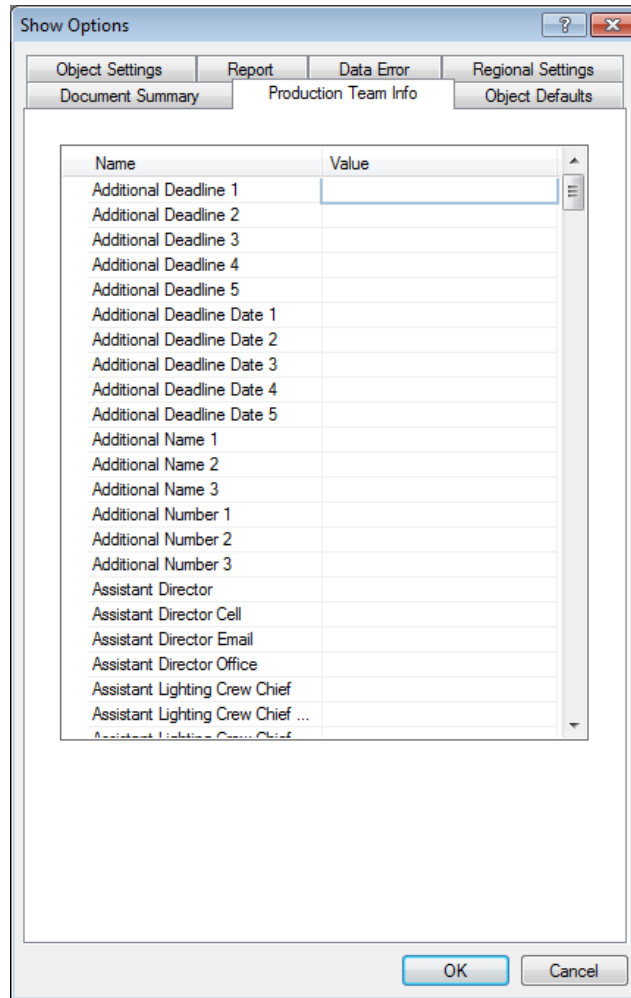 Show Options
Object Settings Report Data Error Regional Settings
Document Summary Production Team Info Object Defaults
Name Value
Additional Deadline 1
Additional Deadline 2
Additional Deadline 3
Additional Deadline 4
Additional Deadline 5
Additional Deadline Date 1
Additional Deadline Date 2
Additional Deadline Date 3
Additional Deadline Date 4
Additional Deadline Date 5
Additional Name 1
Additional Name 2
Additional Name 3
Additional Number 1
Additional Number 2
Additional Number 3
Assistant Director
Assistant Director Cell
Assistant Director Email
Assistant Director Office
Assistant Lighting Crew Chief
Assistant Lighting Crew Chief ...
Assistant Lighting Crew Chief
OK Cancel